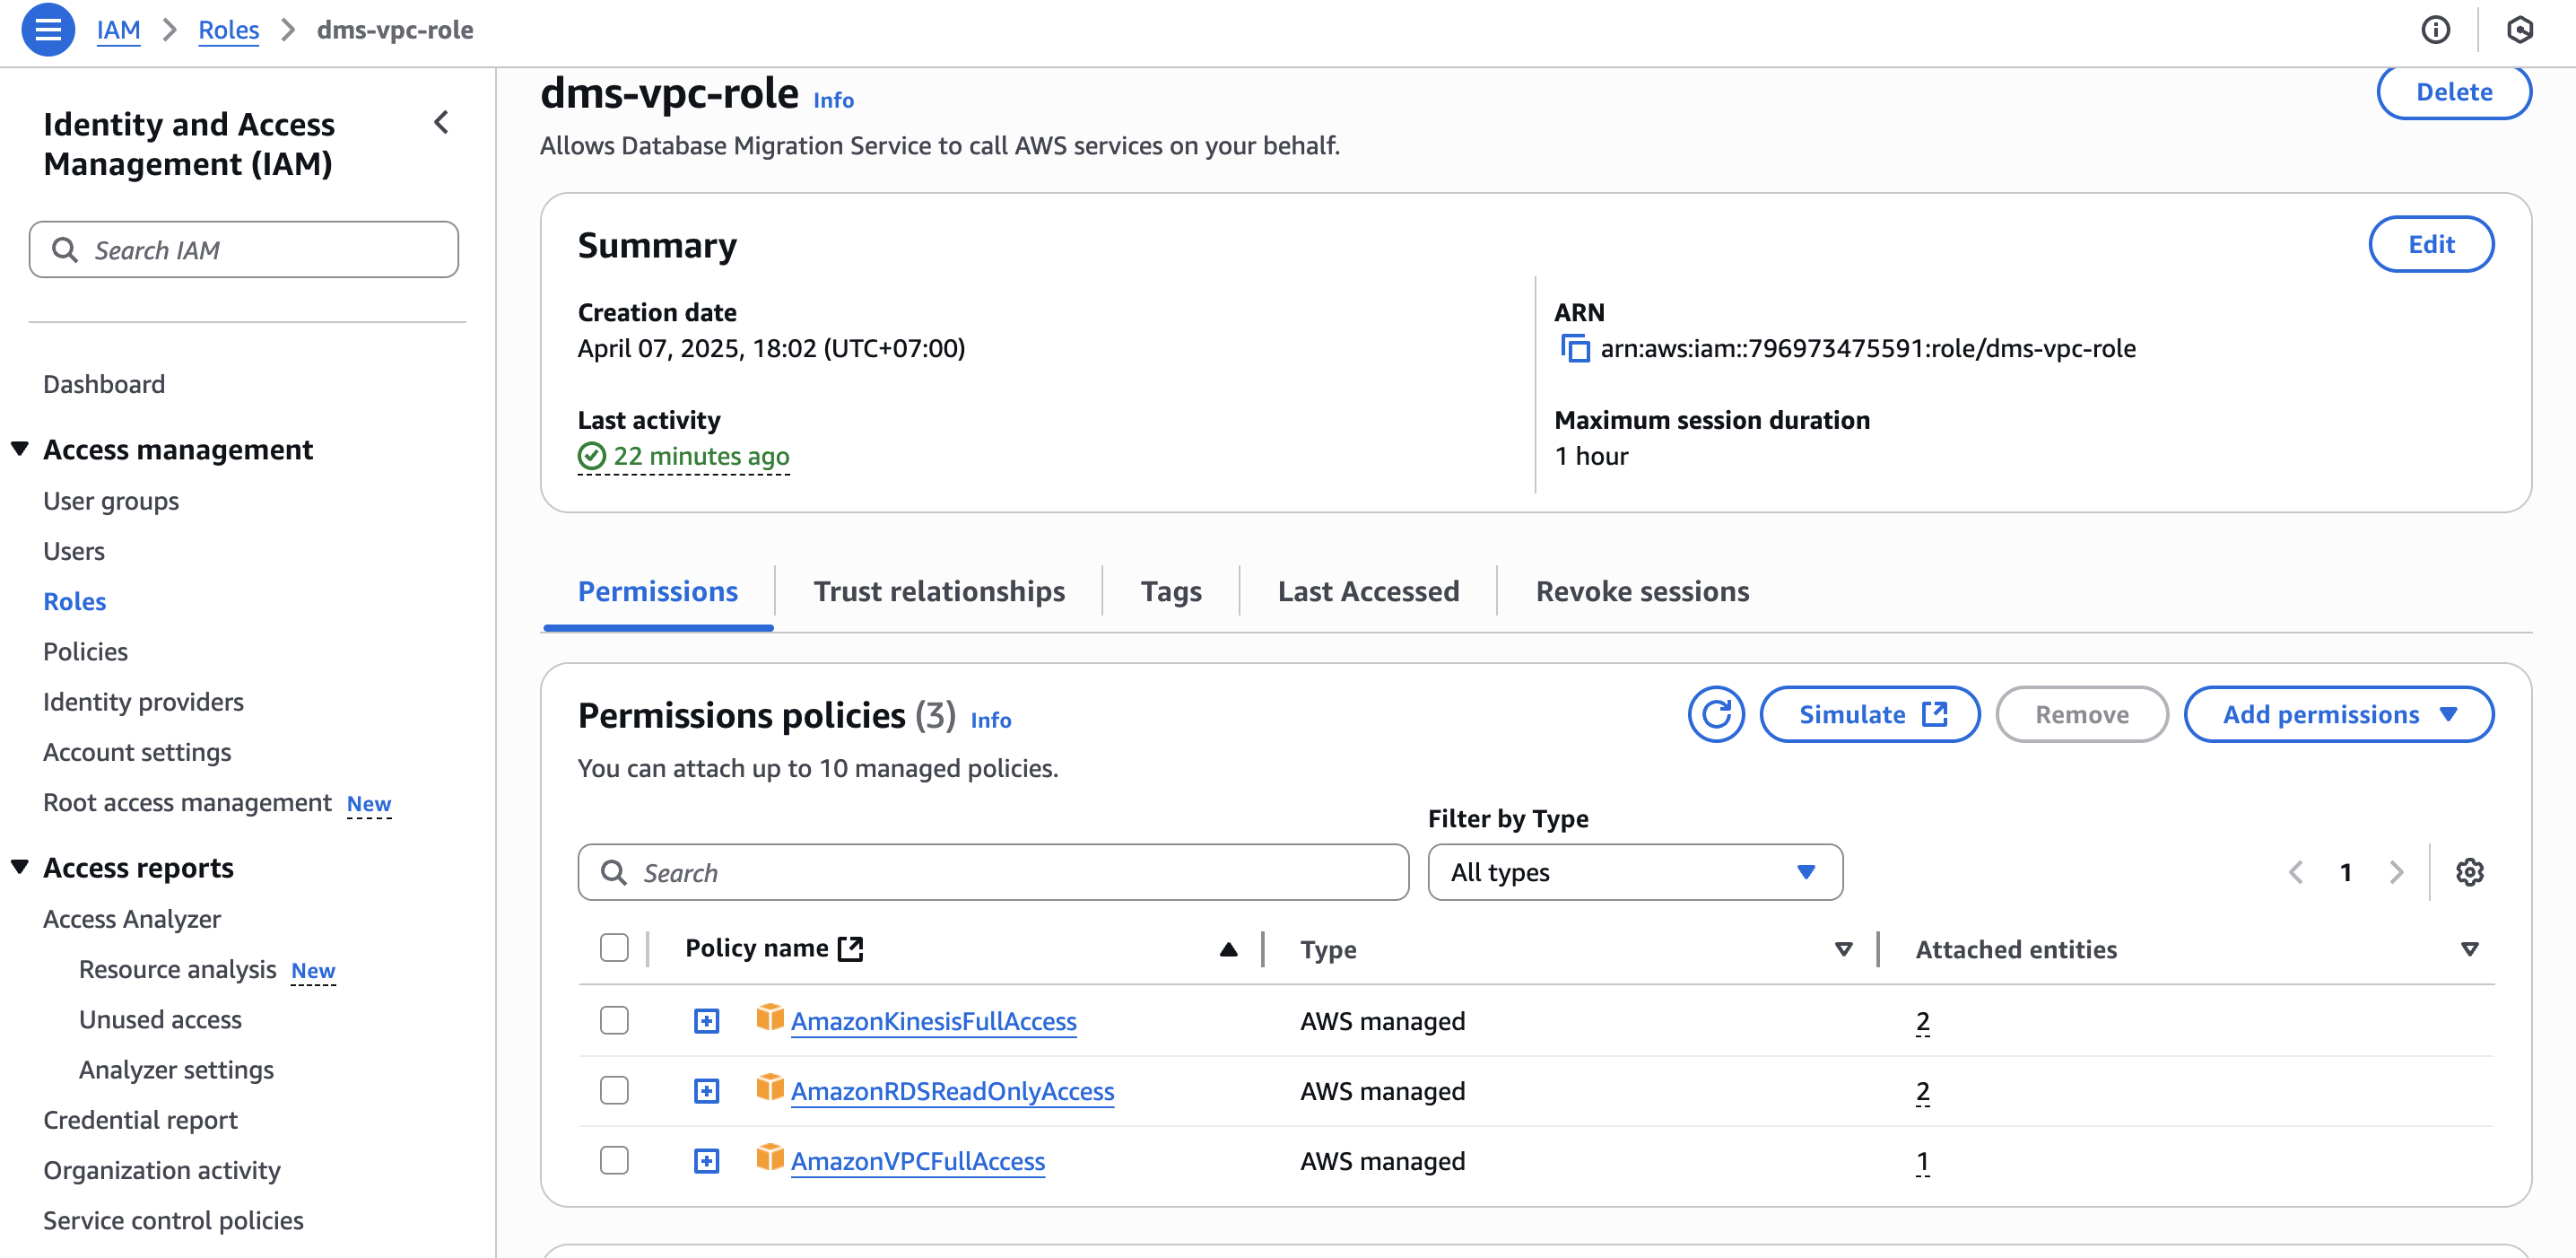 IAM > Roles > dms-vpc-role
Identity and Access
Management (IAM)
Search IAM
Dashboard
Access management
User groups
Users
Roles
Policies
Identity providers
Account settings
Root access management New
Access reports
Access Analyzer
Resource analysis New
Unused access
Analyzer settings
Credential report
Organization activity
Service control policies
dms-vpc-role Info
Delete
Allows Database Migration Service to call AWS services on your behalf.
Summary
Edit
Creation date
April 07, 2025, 18:02 (UTC+07:00)
ARN
arn:aws:iam::796973475591:role/dms-vpc-role
Last activity
22 minutes ago
Maximum session duration
1 hour
Permissions Trust relationships Tags Last Accessed Revoke sessions
Permissions policies (3) Info
Simulate Remove Add permissions
You can attach up to 10 managed policies.
Filter by Type
Search
All types
1
Policy name Type Attached entities
AmazonKinesisFullAccess AWS managed 2
AmazonRDSReadOnlyAccess AWS managed 2
AmazonVPCFullAccess AWS managed 1